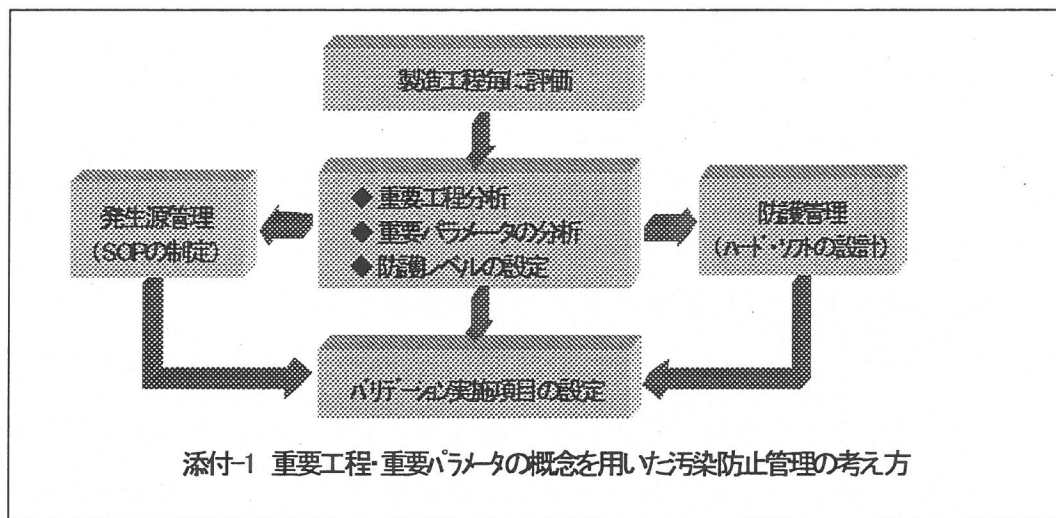 製造工程毎に評価
◆ 重要工程分析
◆ 重要パラメータの分析
◆ 防護レベルの設定
発生源管理
(SOPの制定)
防護管理
(ハード・ソフトの設計)
バリデーション実施項目の設定
添付-1 重要工程・重要パラメータの概念を用いた汚染防止管理の考え方